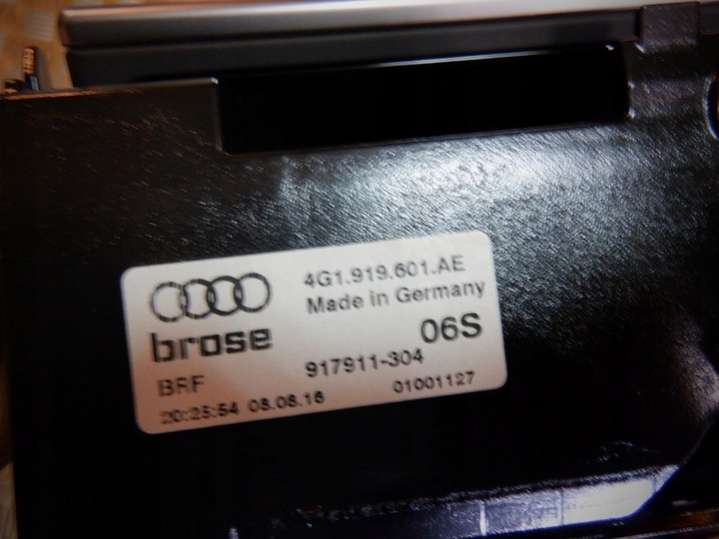 4G1.919.601.AE
Made in Germany
brose
06S
917911-304
BRF
01001127
20:25:54 08.08.16